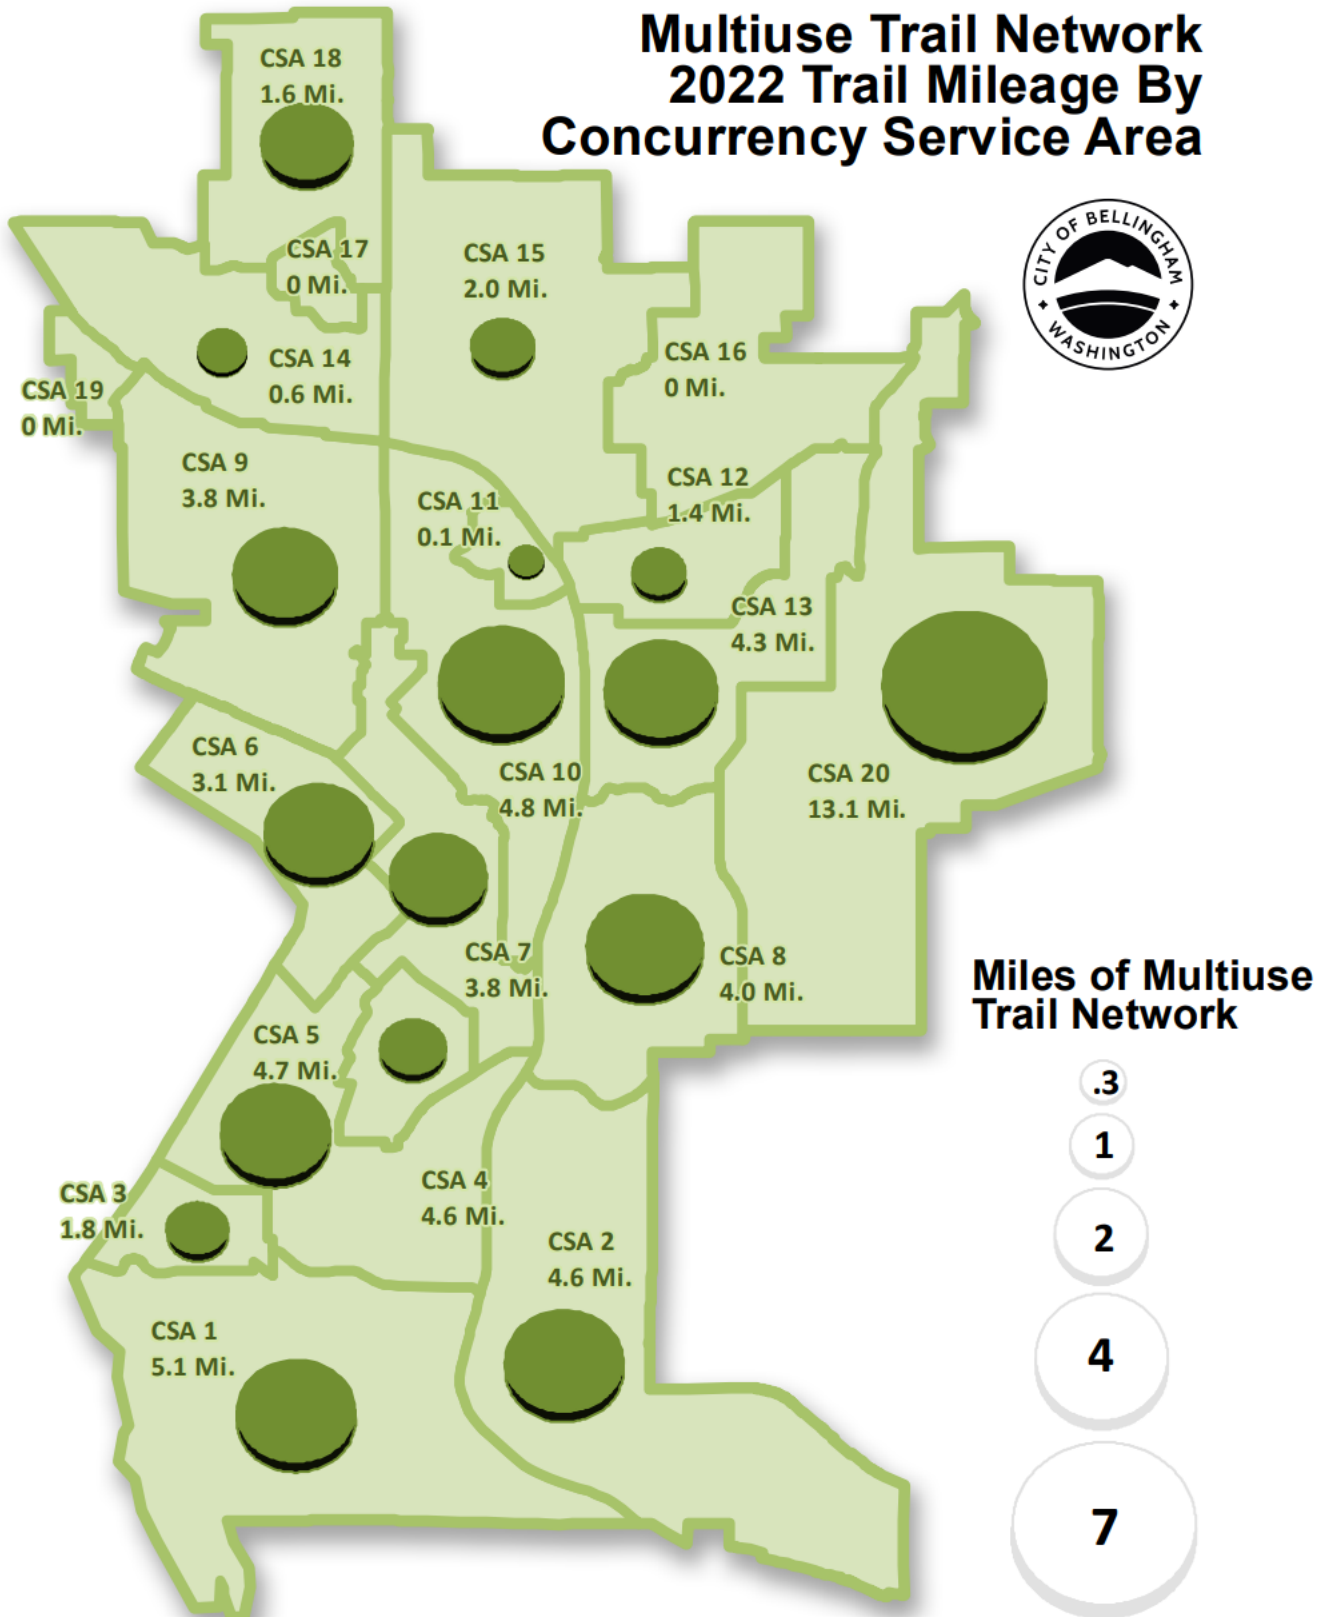 Multiuse Trail Network
2022 Trail Mileage By
Concurrency Service Area
CITY OF BELLINGHAM
WASHINGTON
CSA 18
1.6 Mi.
CSA 17
0 Mi.
CSA 15
2.0 Mi.
CSA 14
0.6 Mi.
CSA 16
0 Mi.
CSA 19
0 Mi.
CSA 9
3.8 Mi.
CSA 11
0.1 Mi.
CSA 12
1.4 Mi.
CSA 13
4.3 Mi.
CSA 6
3.1 Mi.
CSA 10
4.8 Mi.
CSA 20
13.1 Mi.
CSA 7
3.8 Mi.
CSA 8
4.0 Mi.
CSA 5
4.7 Mi.
CSA 3
1.8 Mi.
CSA 4
4.6 Mi.
CSA 2
4.6 Mi.
CSA 1
5.1 Mi.
Miles of Multiuse
Trail Network
.3
1
2
4
7